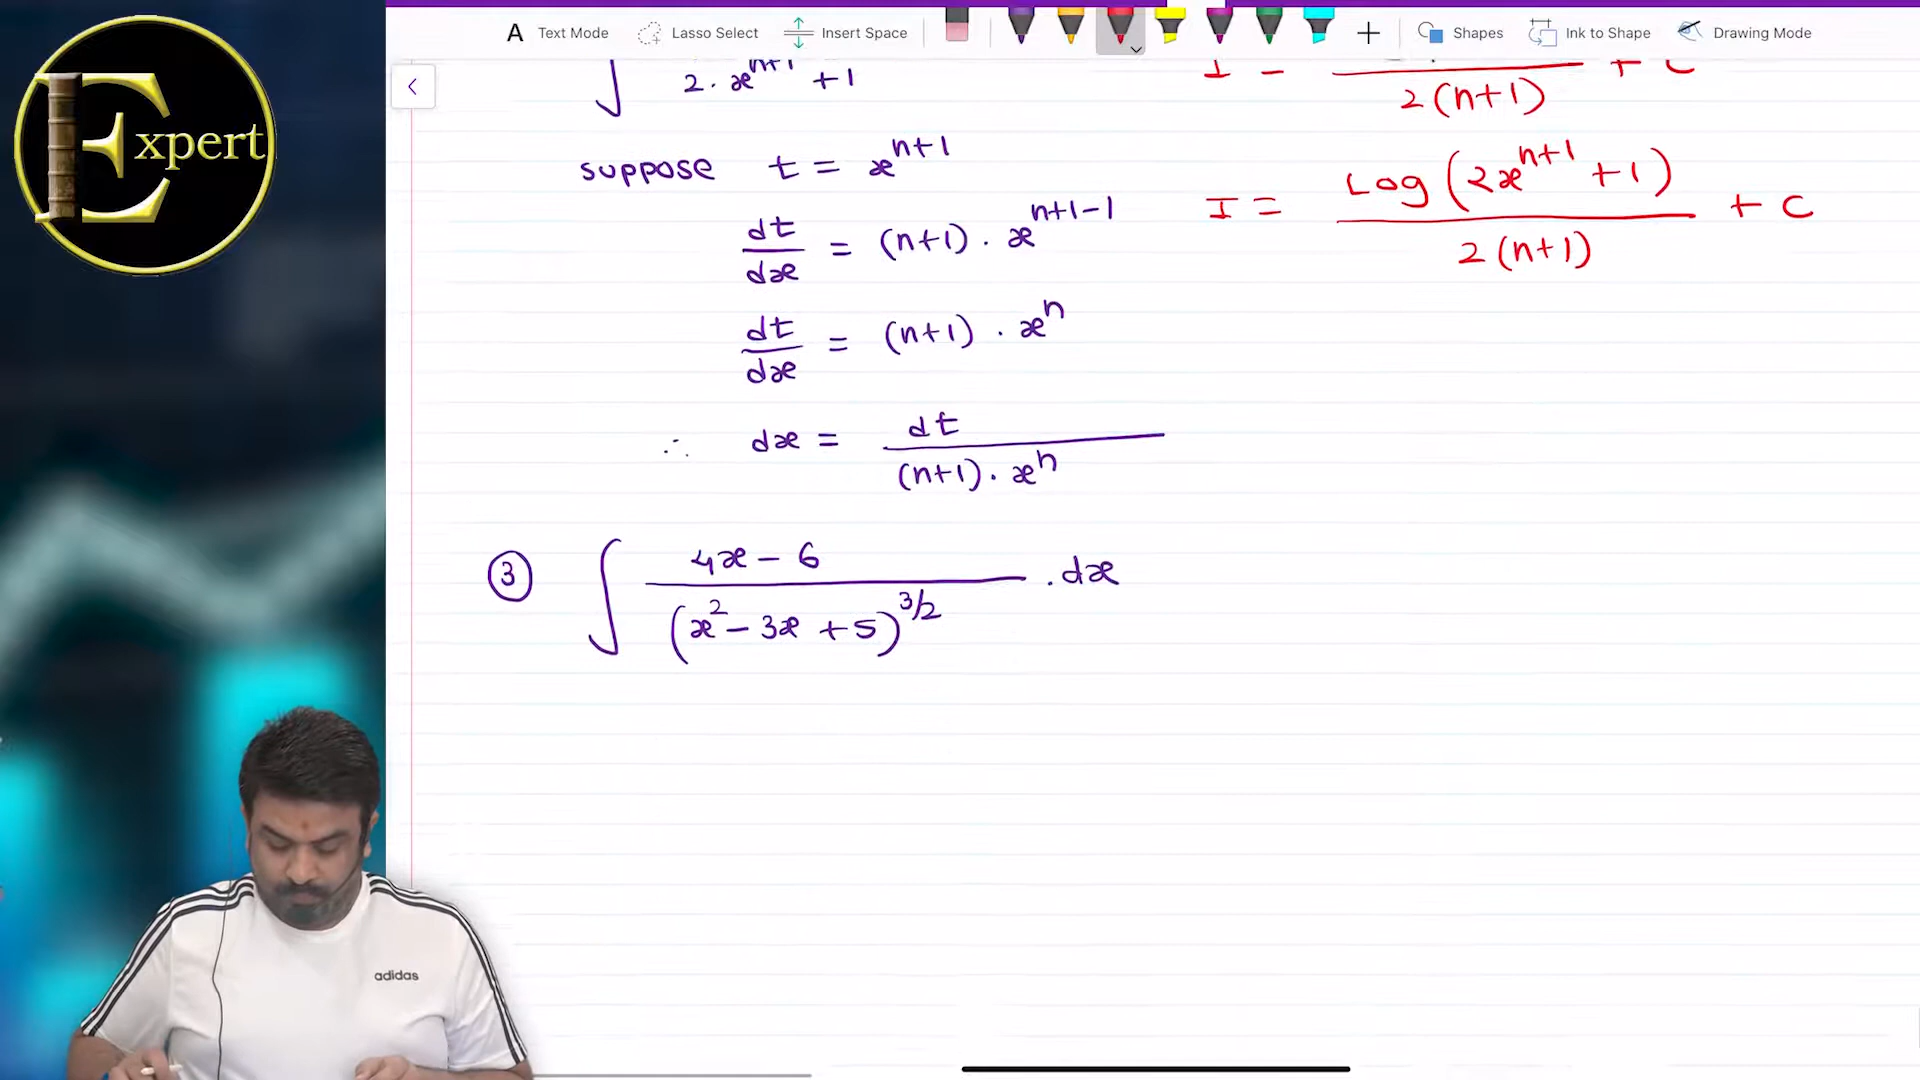 Expert
A Text Mode Lasso Select Insert Space Shapes Ink to Shape Drawing Mode
∫ 2·x^(n+1) + 1
2(n+1) + C
suppose t = x^(n+1)
dt/dx = (n+1)·x^(n+1-1)
dt/dx = (n+1)·x^n
∴ dx = dt/((n+1)·x^n)
I = Log(2x^(n+1) + 1)/(2(n+1)) + C
③ ∫ (4x - 6)/(x² - 3x + 5)^(3/2) · dx
adidas